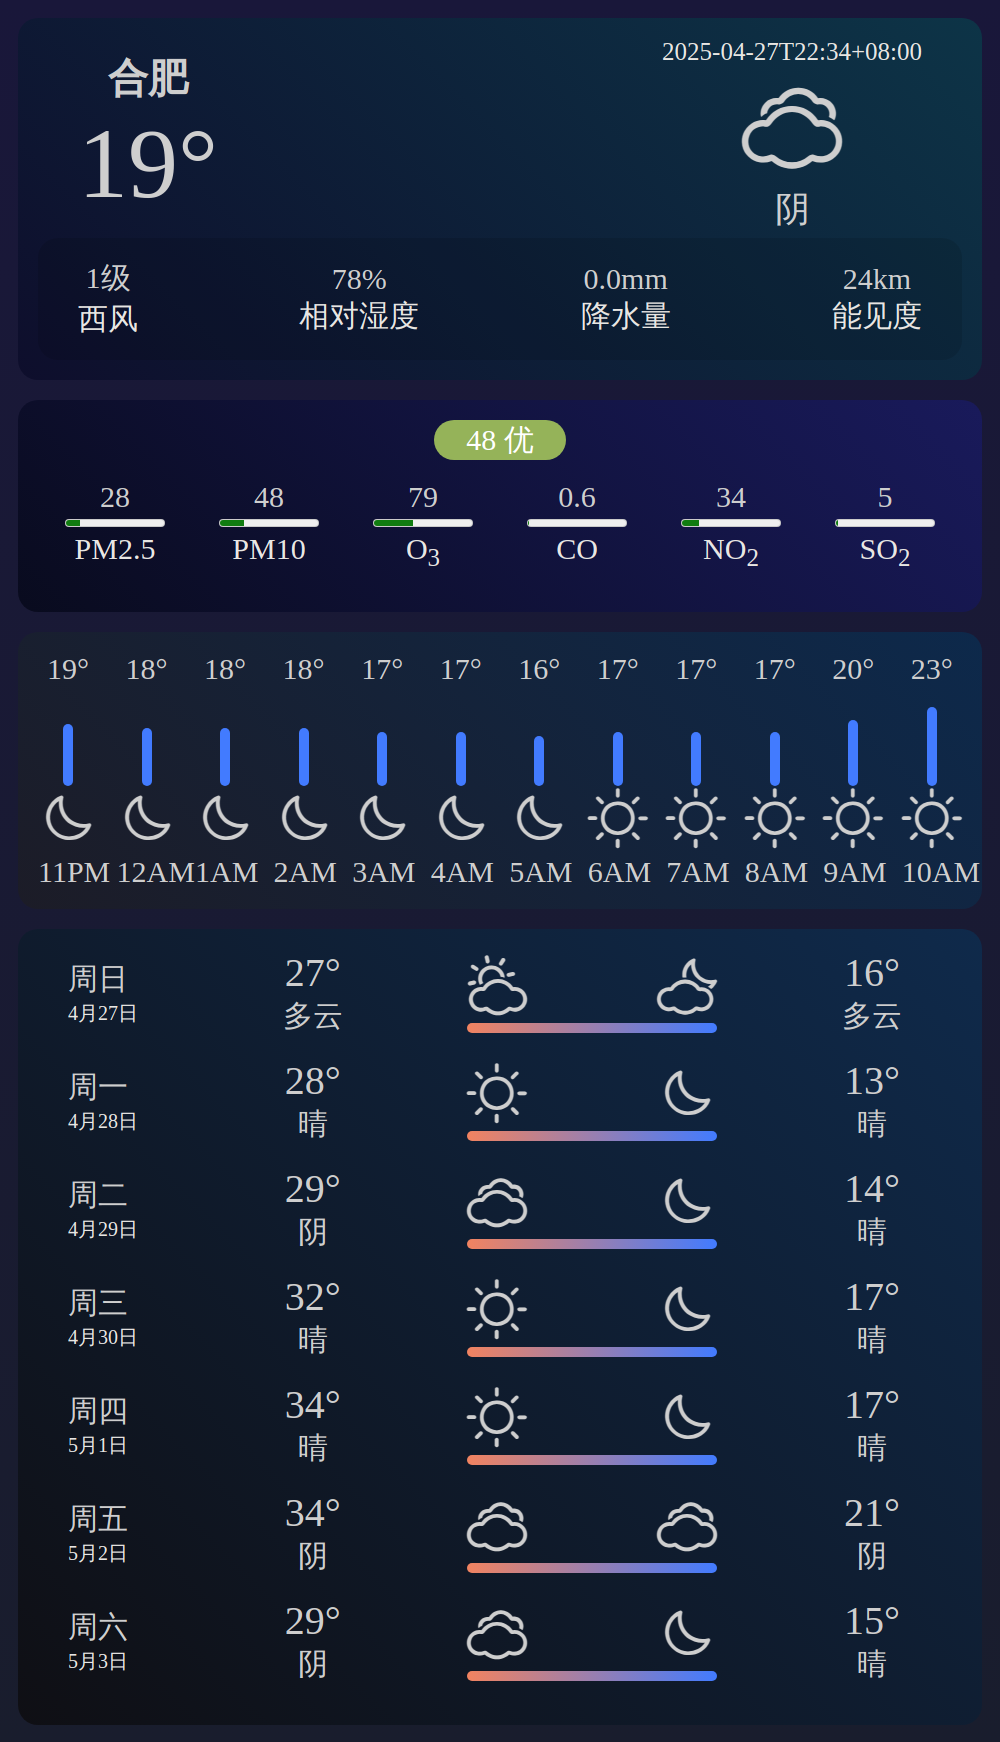 合肥
19°
2025-04-27T22:34+08:00
阴
1级 78% 0.0mm 24km
西风 相对湿度 降水量 能见度
48 优
28 48 79 0.6 34 5
PM2.5 PM10 O3 CO NO2 SO2
19° 18° 18° 18° 17° 17° 16° 17° 17° 17° 20° 23°
11PM 12AM 1AM 2AM 3AM 4AM 5AM 6AM 7AM 8AM 9AM 10AM
周日 27° 16°
4月27日 多云 多云
周一 28° 13°
4月28日 晴 晴
周二 29° 14°
4月29日 阴 晴
周三 32° 17°
4月30日 晴 晴
周四 34° 17°
5月1日 晴 晴
周五 34° 21°
5月2日 阴 阴
周六 29° 15°
5月3日 阴 晴